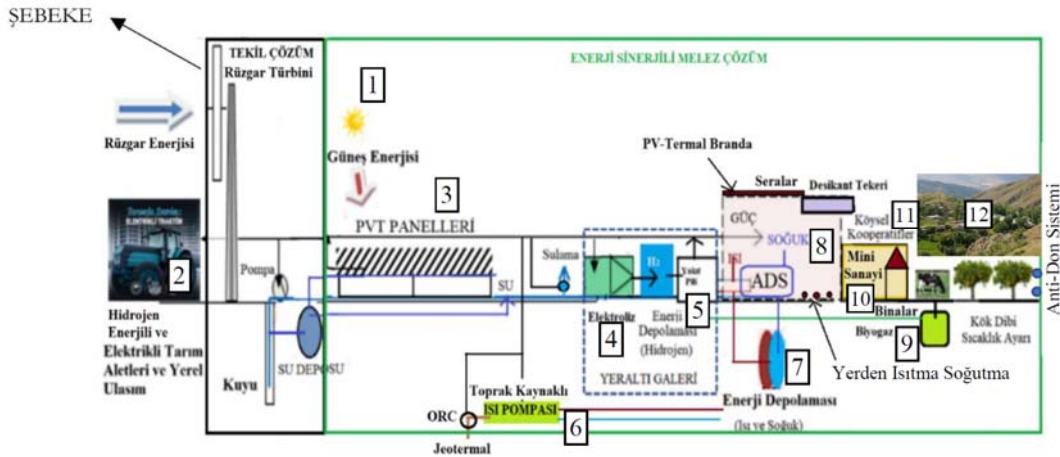 ŞEBEKE
TEKİL ÇÖZÜM
Rüzgar Türbini
ENERJİ SİNERJİLİ MELEZ ÇÖZÜM
1
Rüzgar Enerjisi
Güneş Enerjisi
PV-Termal Branda
Seralar
Desikant Tekeri
3
PVT PANELLERİ
GÜÇ
SOĞUK
8
Köysel
Kooperatifler
11
12
Anti-Don Sistemi
2
Pompa
Sulama
SU
H2
Yakıt
Pili
ISI
ADS
Mini
Sanayi
10
Hidrojen
Enerjili ve
Elektrikli Tarım
Aletleri ve Yerel
Ulasım
Kuyu
SU DEPOSU
Elektroliz
4
Enerji
Depolaması
(Hidrojen)
5
YERALTI GALERİ
7
Binalar
Biyogaz
9
Kök Dibi
Sıcaklık Ayarı
Yerden Isıtma Soğutma
Toprak Kaynaklı
ISI POMPASI
6
ORC
Jeotermal
Enerji Depolaması
(Isı ve Soğuk)